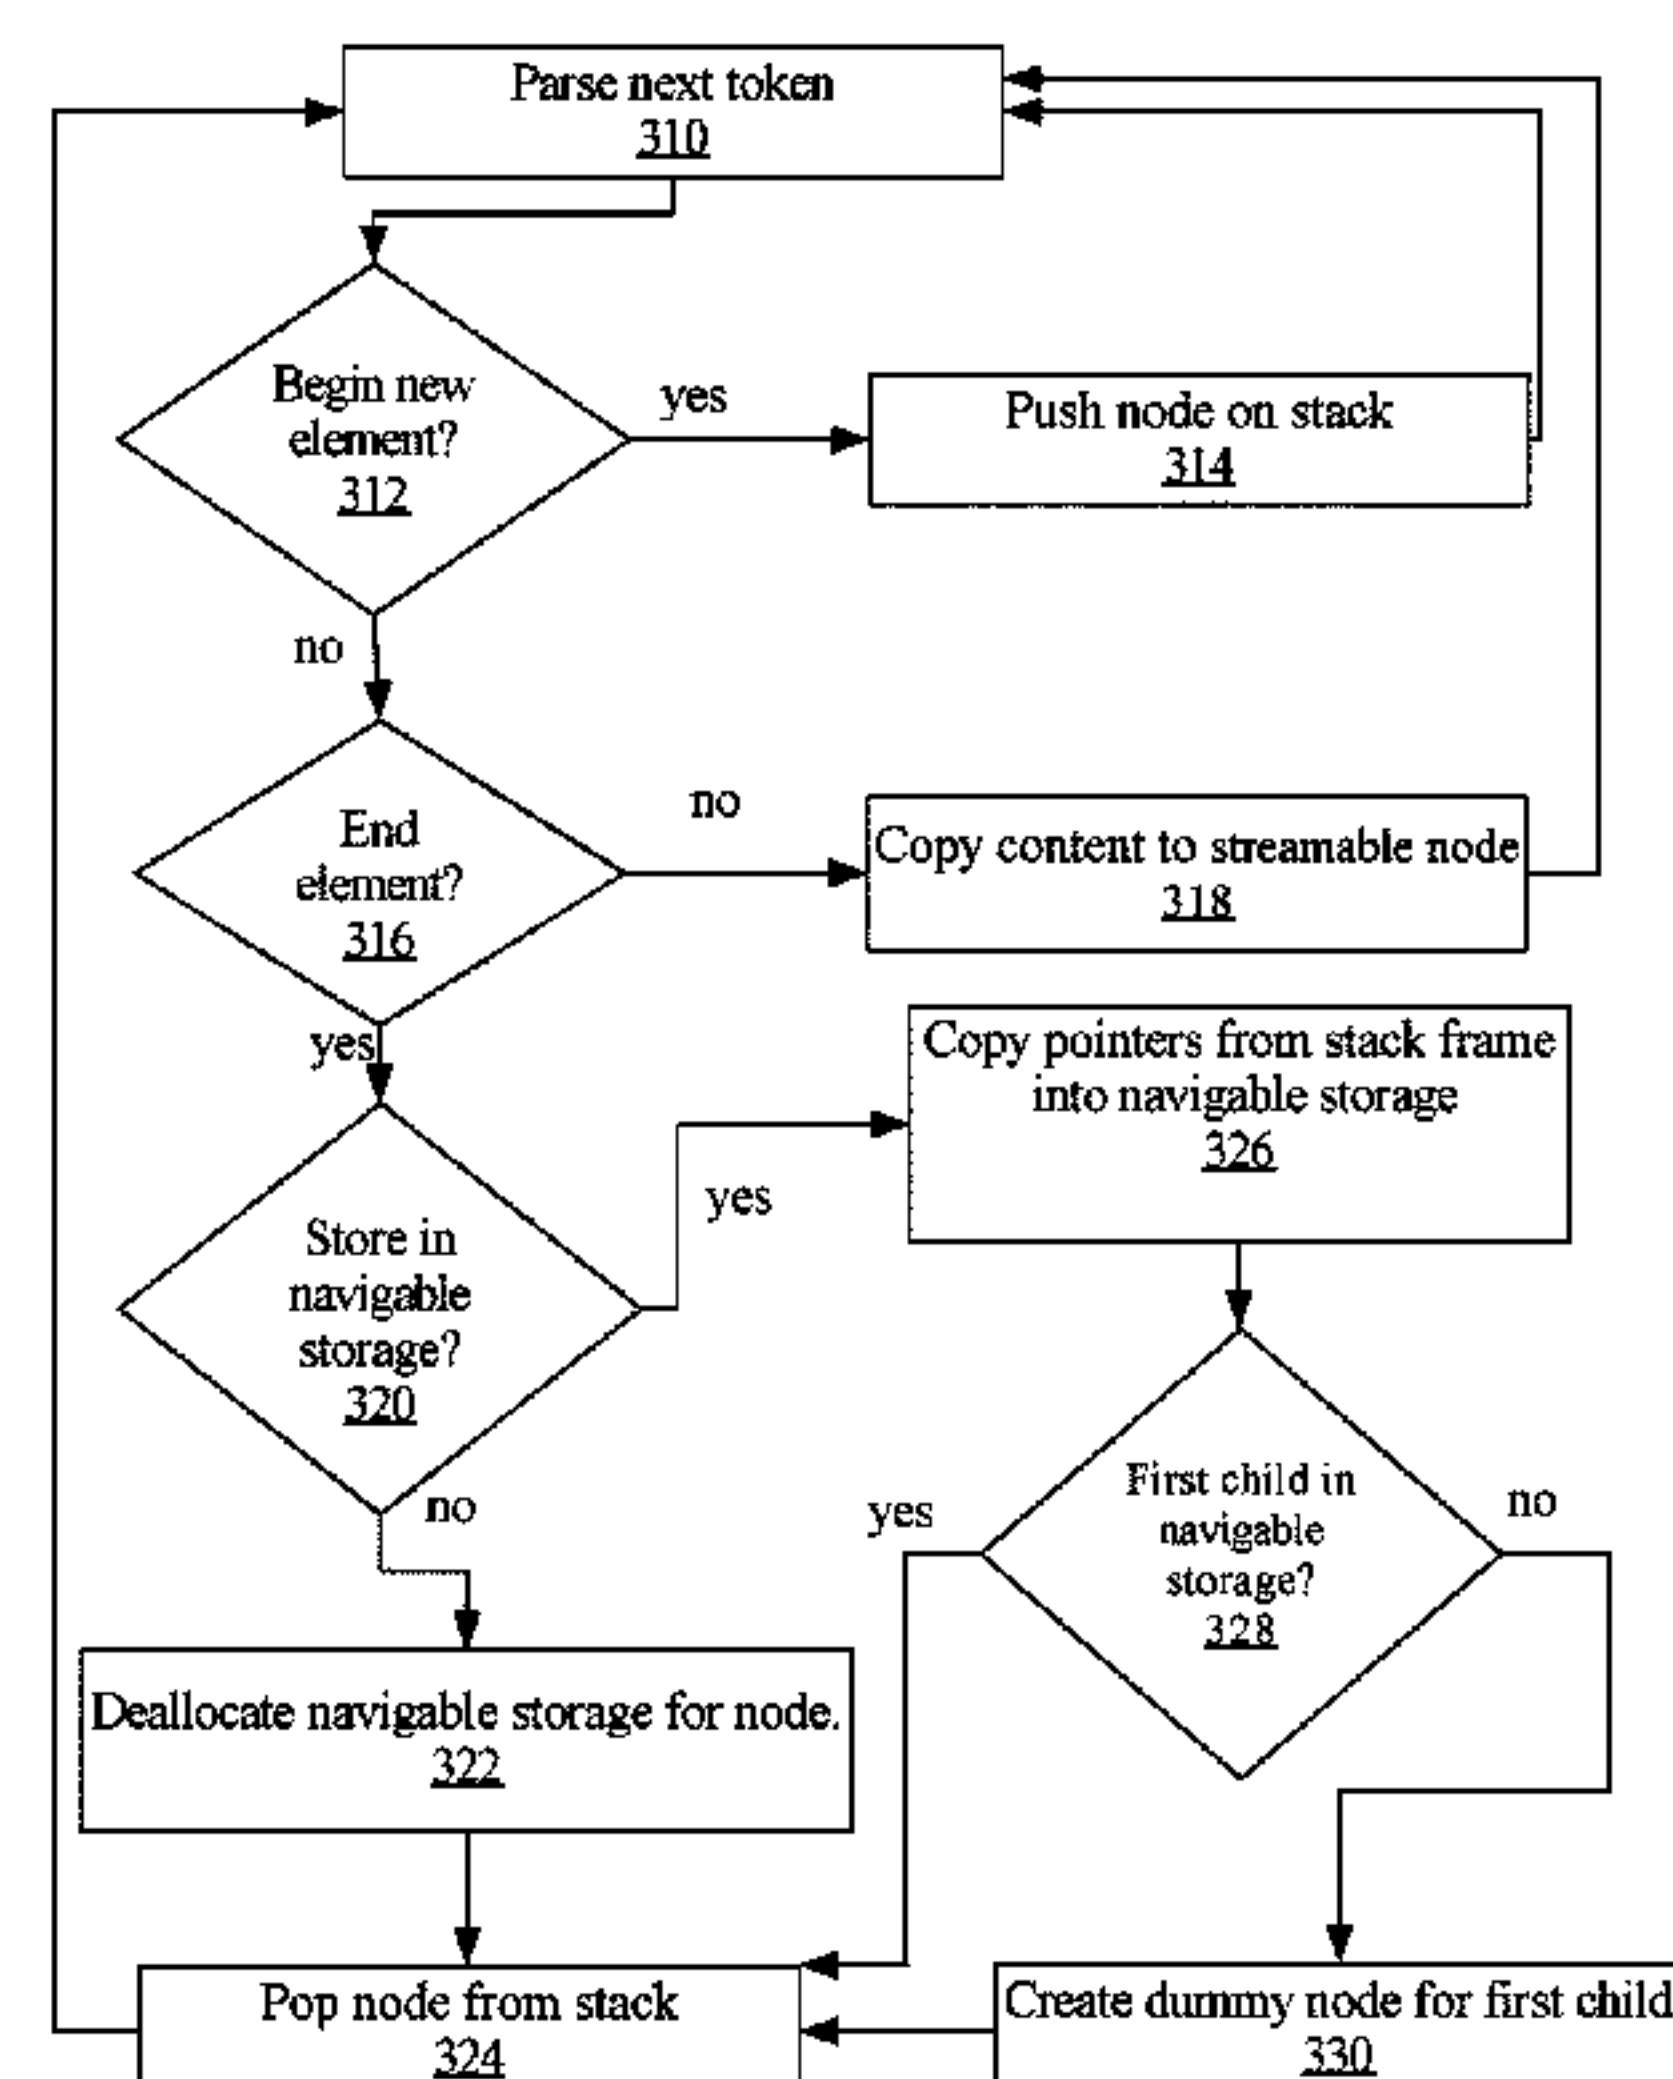 Parse next token
310
Begin new
element?
312
yes
Push node on stack
314
no
End
element?
316
no
Copy content to streamable node
318
yes
Copy pointers from stack frame
into navigable storage
326
Store in
navigable
storage?
320
yes
no
First child in
navigable
storage?
328
yes
no
Deallocate navigable storage for node.
322
Pop node from stack
324
Create dummy node for first child
330